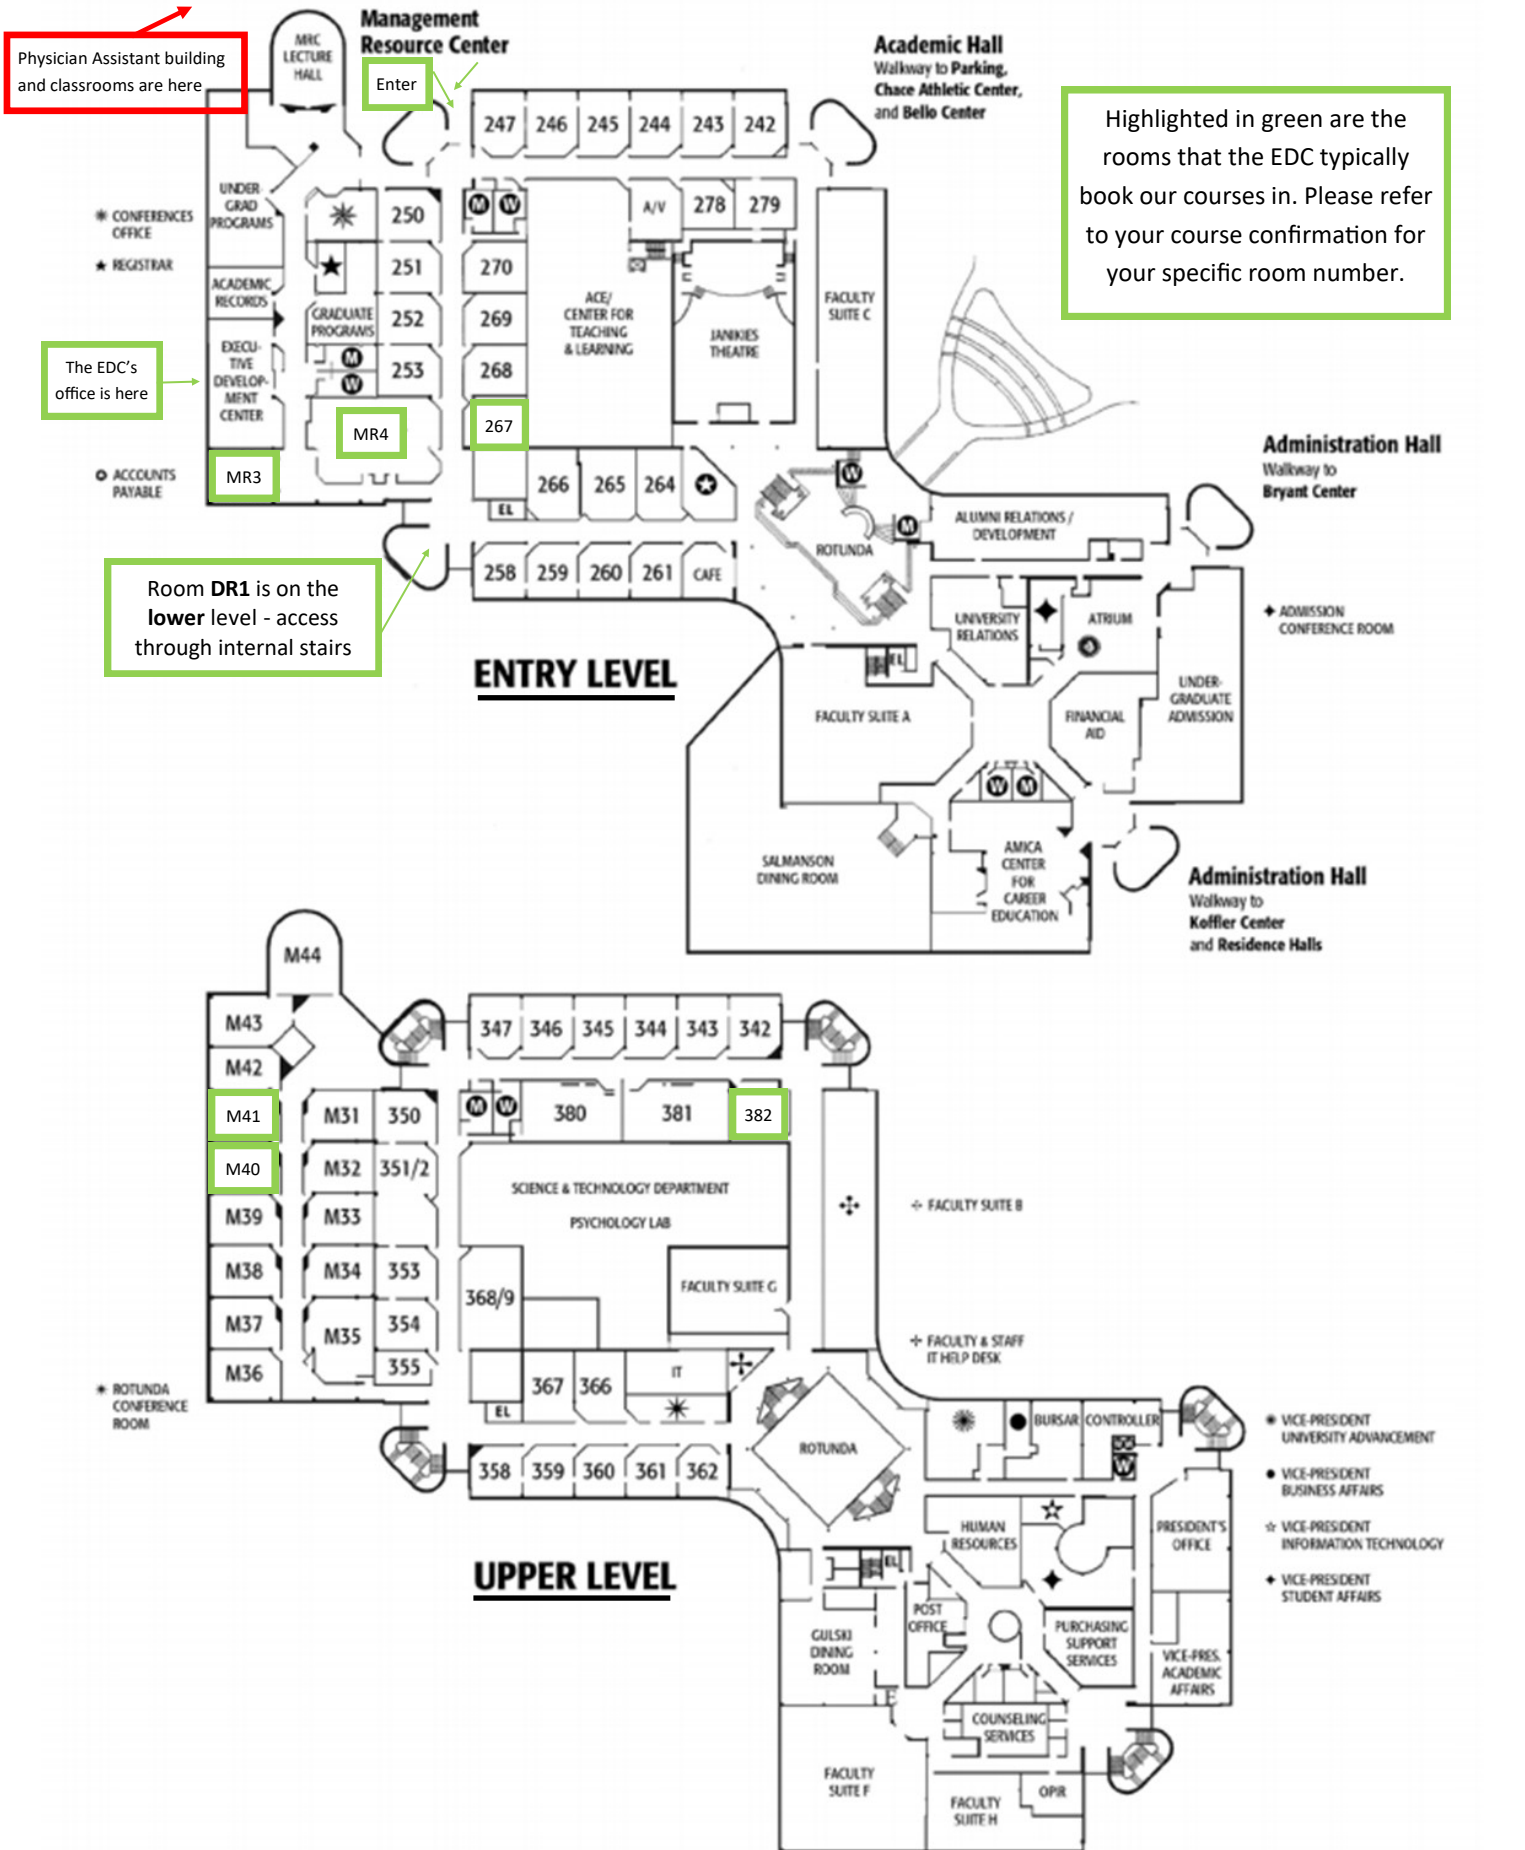 Physician Assistant building
and classrooms are here
MRC
LECTURE
HALL
Management
Resource Center
Enter
Academic Hall
Walkway to Parking,
Chace Athletic Center,
and Bello Center
Highlighted in green are the
rooms that the EDC typically
book our courses in. Please refer
to your course confirmation for
your specific room number.
247 246 245 244 243 242
UNDER-
GRAD
PROGRAMS
CONFERENCES
OFFICE
REGISTRAR
250
M W
A/V 278 279
251
270
ACADEMIC
RECORDS
GRADUATE
PROGRAMS
252
269
ACE/
CENTER FOR
TEACHING
& LEARNING
JANIKIES
THEATRE
FACULTY
SUITE C
The EDC's
office is here
EXECU-
TIVE
DEVELOP-
MENT
CENTER
M
W
253
268
MR4
267
MR3
ACCOUNTS
PAYABLE
266 265 264
EL
W
M
ROTUNDA
Administration Hall
Walkway to
Bryant Center
ALUMNI RELATIONS /
DEVELOPMENT
258 259 260 261 CAFE
Room DR1 is on the
lower level - access
through internal stairs
UNIVERSITY
RELATIONS
ATRIUM
ADMISSION
CONFERENCE ROOM
ENTRY LEVEL
EL
FACULTY SUITE A
FINANCIAL
AID
UNDER-
GRADUATE
ADMISSION
W M
SALMANSON
DINING ROOM
AMICA
CENTER
FOR
CAREER
EDUCATION
Administration Hall
Walkway to
Koffler Center
and Residence Halls
M44
M43
M42
347 346 345 344 343 342
M41
M31 350
M W
380 381 382
M40
M32 351/2
SCIENCE & TECHNOLOGY DEPARTMENT
PSYCHOLOGY LAB
FACULTY SUITE B
M39 M33
M38 M34 353
368/9
FACULTY SUITE G
M37 M35 354
M36 355
FACULTY & STAFF
IT HELP DESK
367 366 IT
EL
ROTUNDA
CONFERENCE
ROOM
358 359 360 361 362
ROTUNDA
BURSAR CONTROLLER
W
VICE-PRESIDENT
UNIVERSITY ADVANCEMENT
VICE-PRESIDENT
BUSINESS AFFAIRS
VICE-PRESIDENT
INFORMATION TECHNOLOGY
VICE-PRESIDENT
STUDENT AFFAIRS
HUMAN
RESOURCES
PRESIDENT'S
OFFICE
UPPER LEVEL
EL
POST
OFFICE
GULSKI
DINING
ROOM
PURCHASING
SUPPORT
SERVICES
VICE-PRES.
ACADEMIC
AFFAIRS
COUNSELING
SERVICES
FACULTY
SUITE F
FACULTY
SUITE H
OPIR